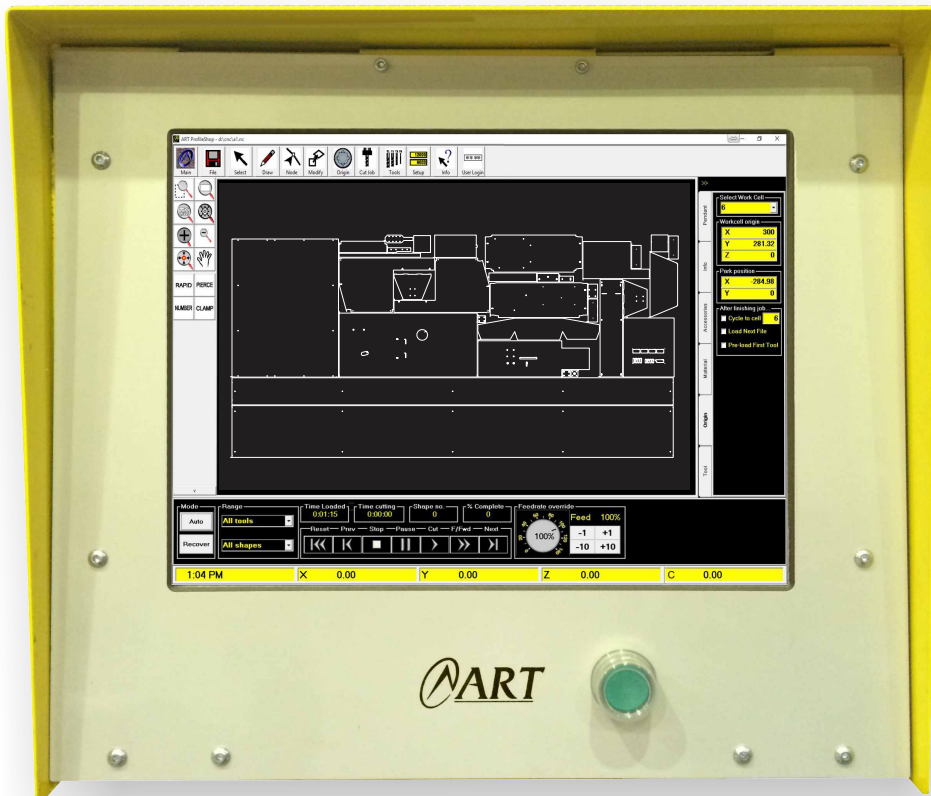 ART ProfileShop - d:\cnc\a1.nc
Main File Select Draw Node Modify Origin Cut Job Tools Setup Info User Login
RAPID PIERCE
NUMBER CLAMP
Pendant
Info
Accessories
Material
Origin
Tool
Select Work Cell
6
Workcell origin
X 300
Y 281.32
Z 0
Park position
X -284.98
Y 0
After finishing job...
Cycle to cell 6
Load Next File
Pre-load First Tool
Mode
Auto
Recover
Range
All tools
All shapes
Time Loaded
0:01:15
Time cutting
0:00:00
Shape no.
0
% Complete
0
Reset Prev Stop Pause Cut F/Fwd Next
Feedrate override
100%
Feed 100%
-1 +1
-10 +10
1:04 PM X 0.00 Y 0.00 Z 0.00 C 0.00
ART